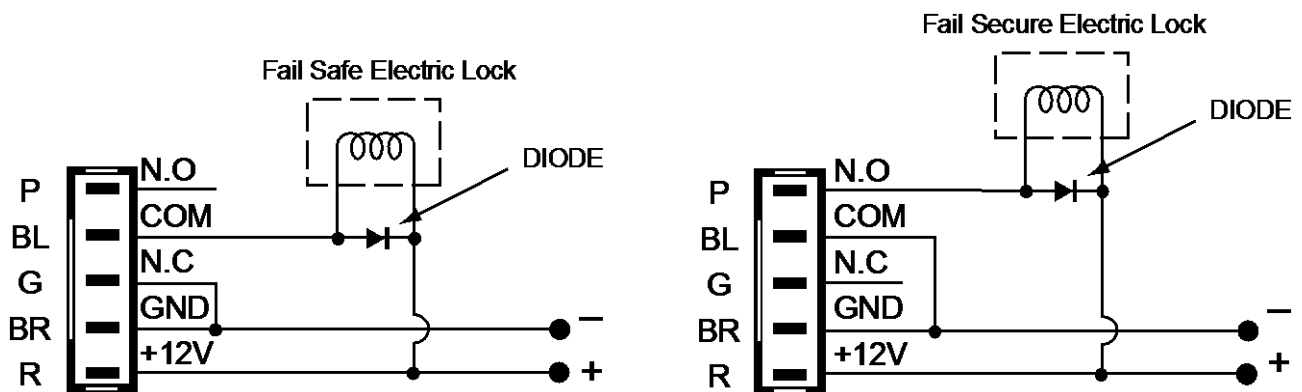 Fail Safe Electric Lock
DIODE
P N.O
BL COM
G N.C
BR GND −
R +12V +
Fail Secure Electric Lock
DIODE
P N.O
BL COM
G N.C
BR GND −
R +12V +